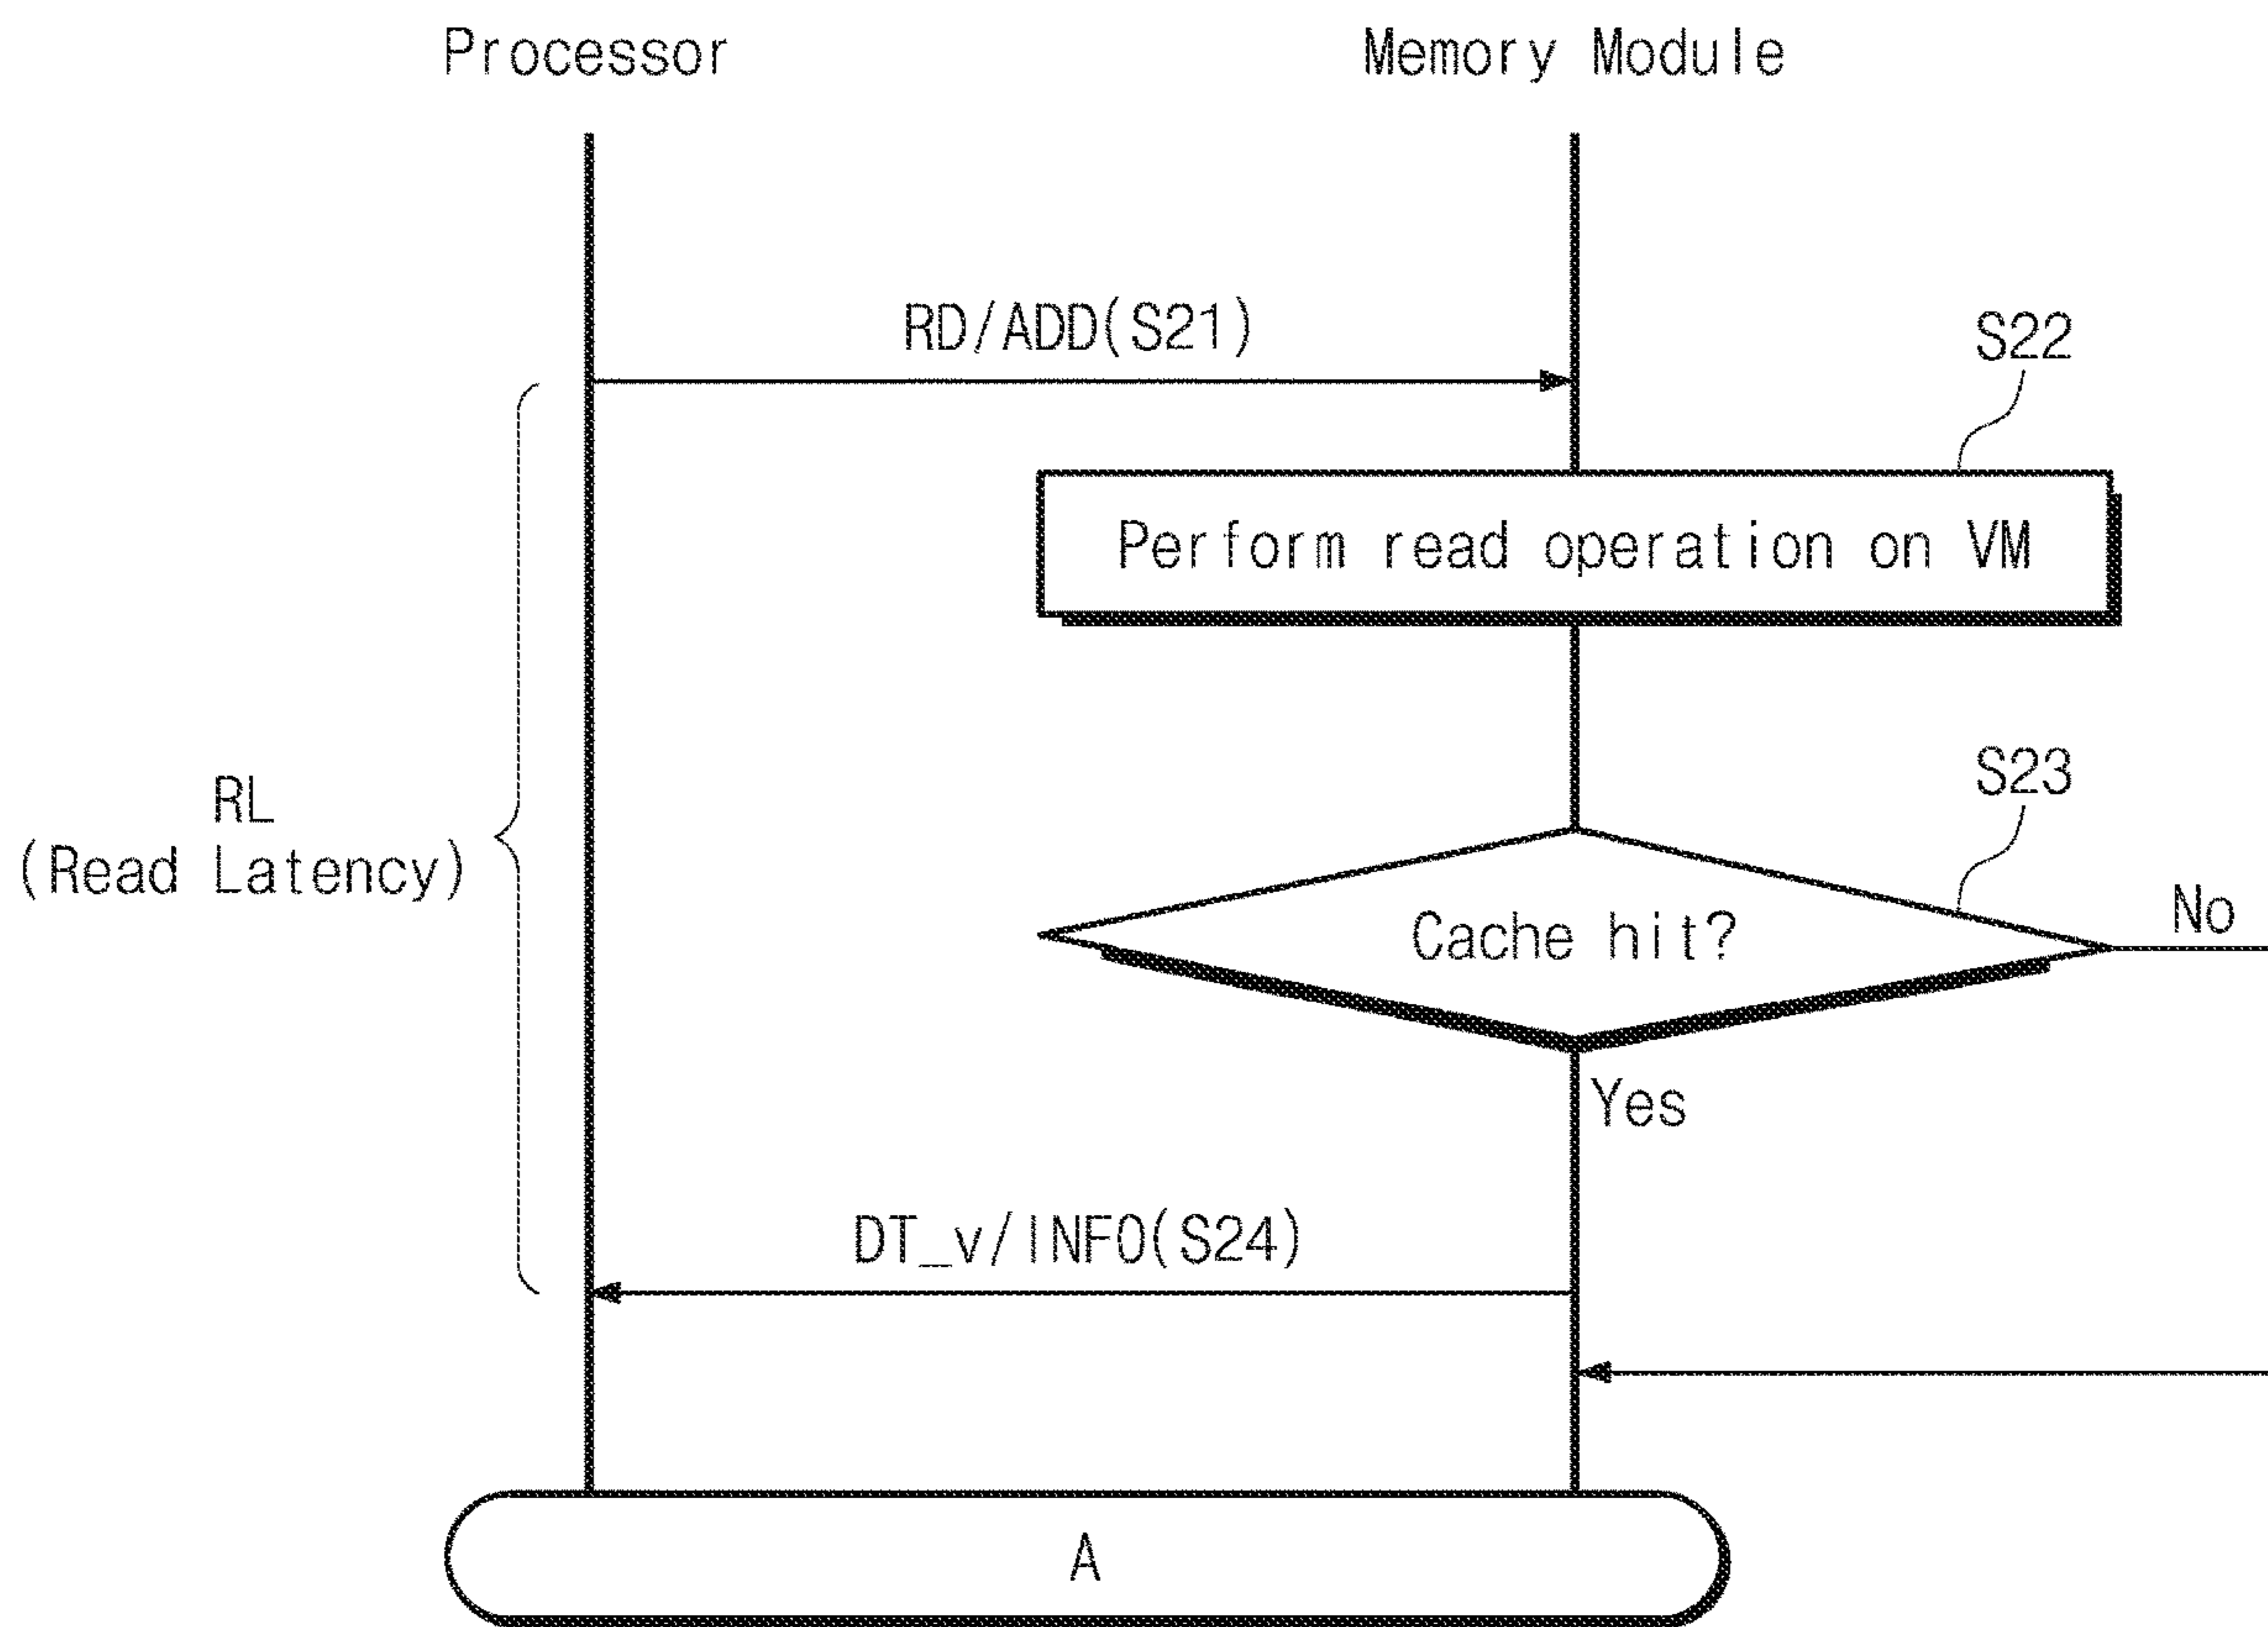 Processor
Memory Module
RD/ADD(S21)
S22
Perform read operation on VM
S23
RL
(Read Latency)
No
Cache hit?
Yes
DT_v/INFO(S24)
A